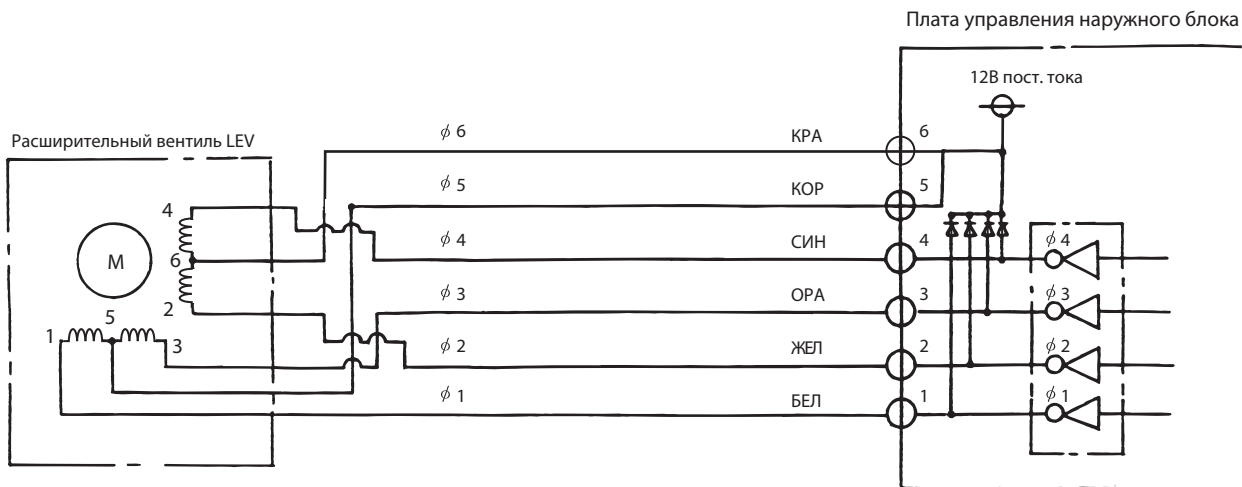 Плата управления наружного блока
12В пост. тока
Расширительный вентиль LEV
ϕ 6 КРА 6
ϕ 5 КОР 5
4
ϕ 4 СИН 4 ϕ 4
М
6
ϕ 3 ОРА 3 ϕ 3
2
5
1 3
ϕ 2 ЖЕЛ 2 ϕ 2
ϕ 1 БЕЛ 1 ϕ 1